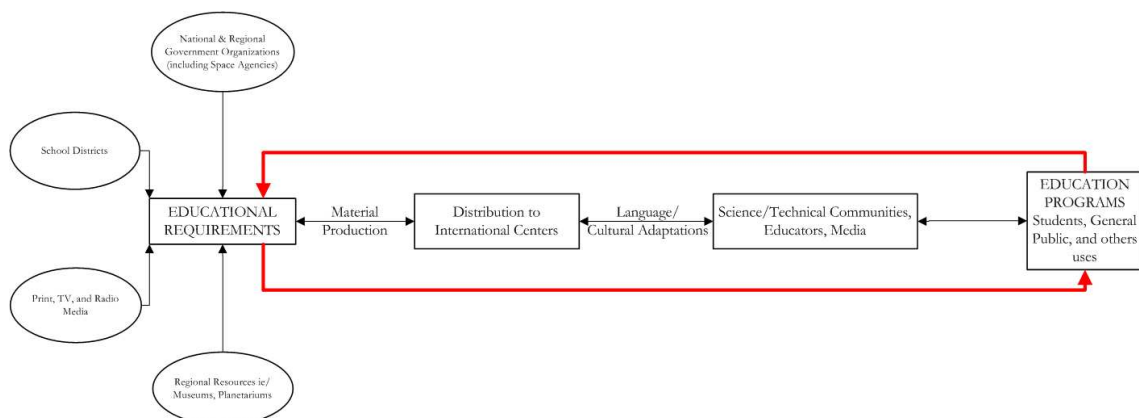 National & Regional
Government Organizations
(including Space Agencies)
School Districts
EDUCATIONAL
REQUIREMENTS
Material
Production
Distribution to
International Centers
Language/
Cultural Adaptations
Science/Technical Communities,
Educators, Media
EDUCATION
PROGRAMS
Students, General
Public, and others
uses
Print, TV, and Radio
Media
Regional Resources ie/
Museums, Planetariums